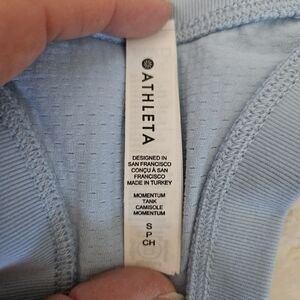 ATHLETA
DESIGNED IN
SAN FRANCISCO
CONÇU À SAN
FRANCISCO
MADE IN TURKEY
MOMENTUM
TANK
CAMISOLE
MOMENTUM
S
P
CH